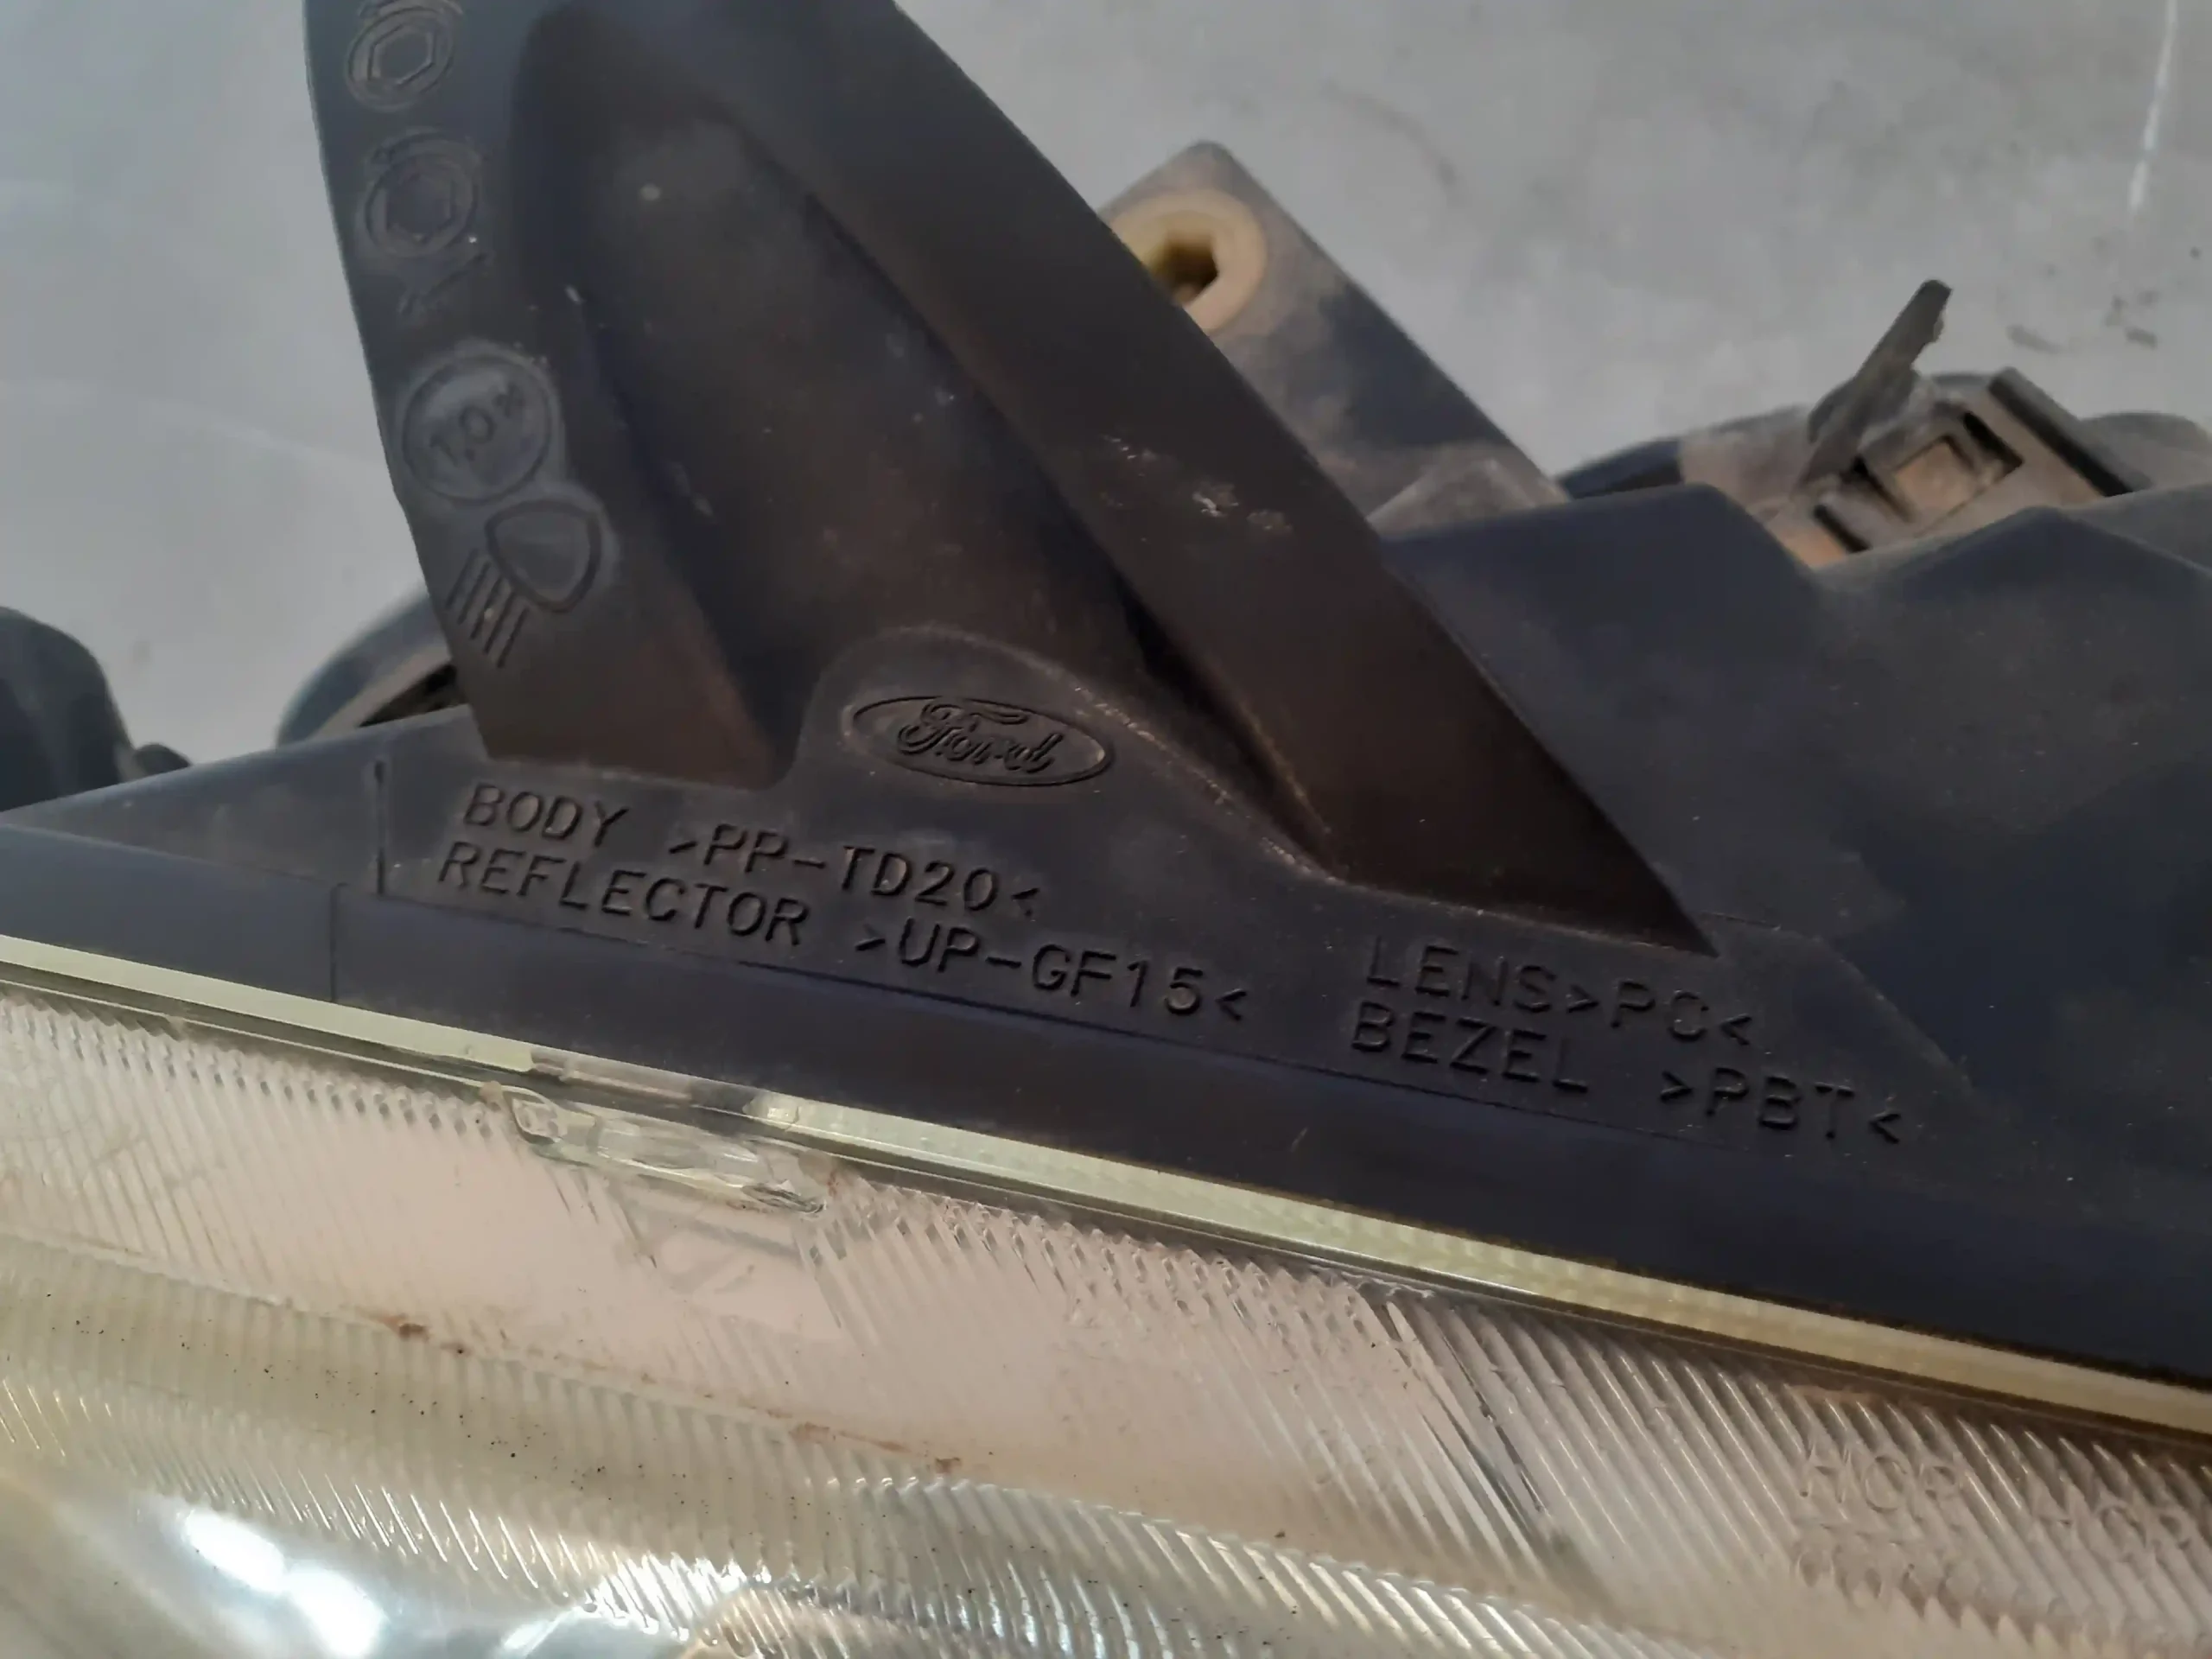 Ford
BODY >PP-TD20<
REFLECTOR >UP-GF15<
LENS>PC<
BEZEL >PBT<